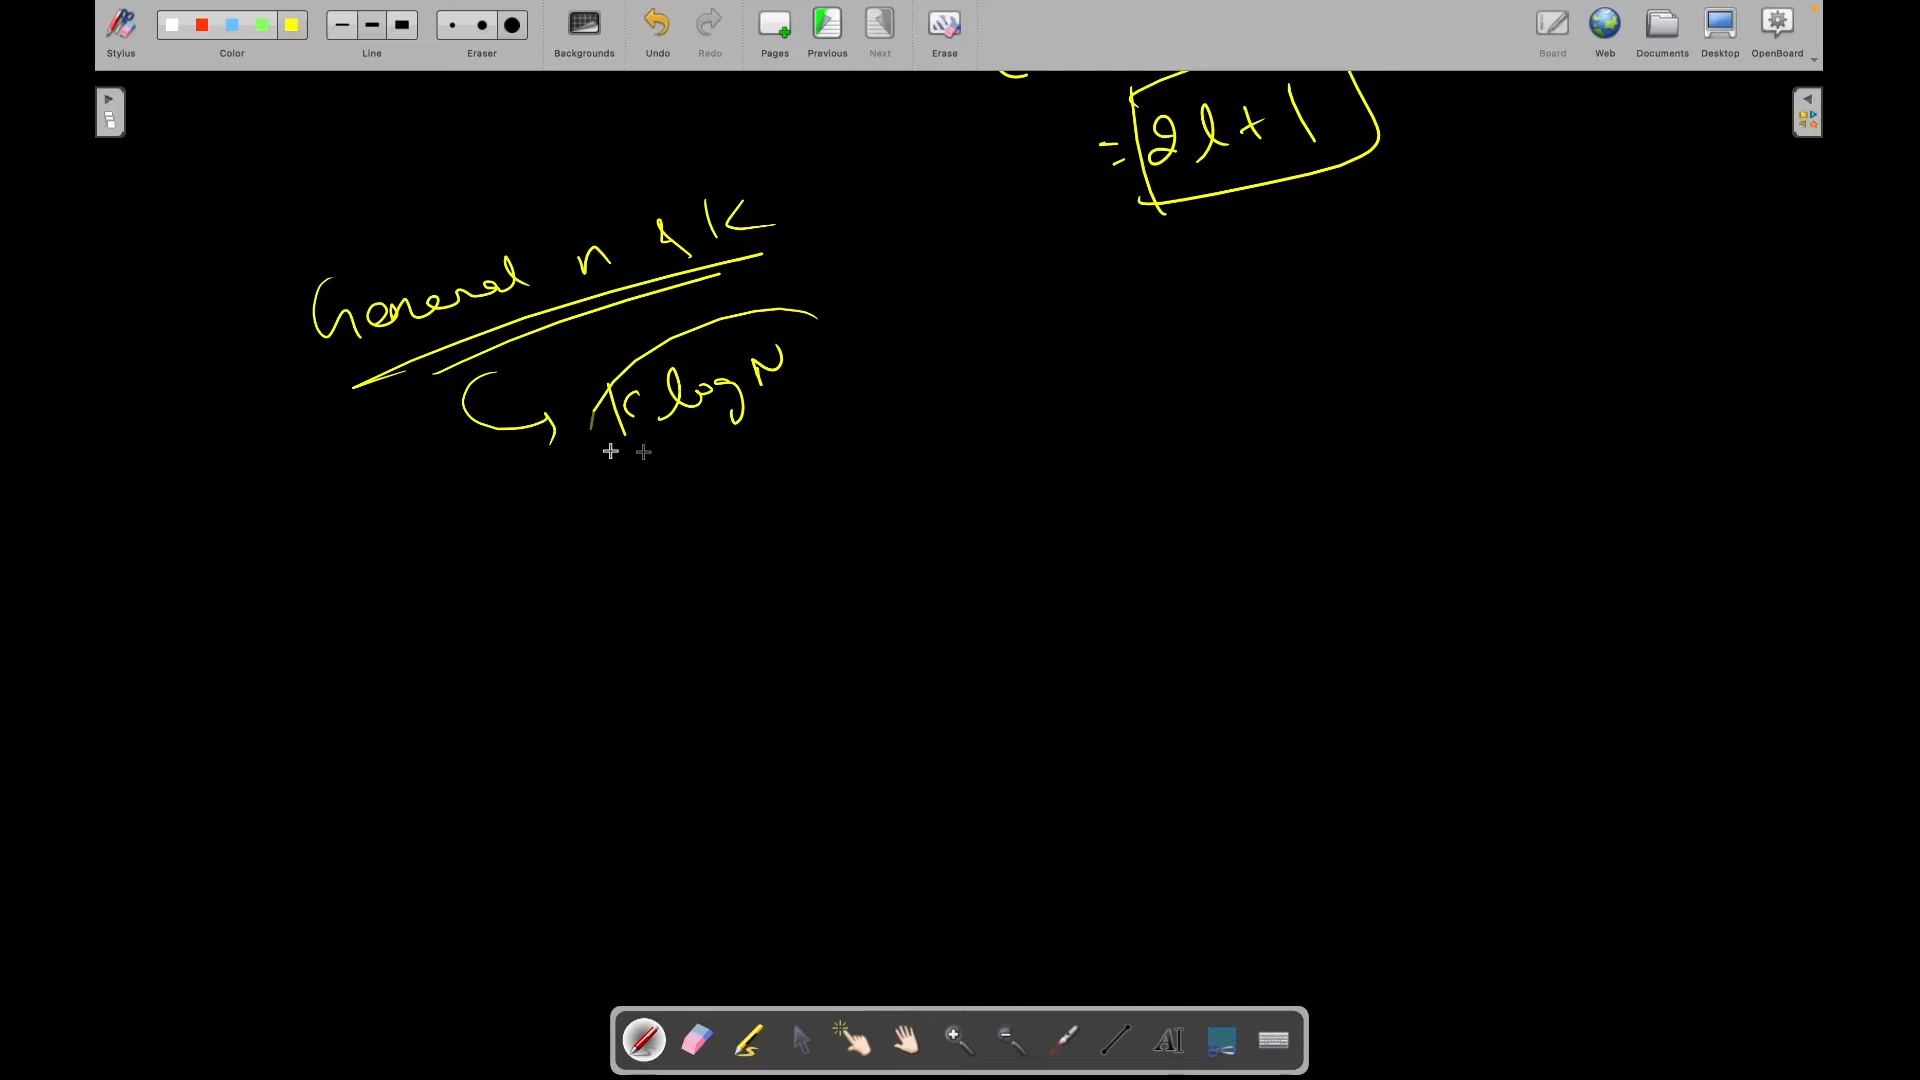 Stylus Color Line Eraser Backgrounds Undo Redo Pages Previous Next Erase Board Web Documents Desktop OpenBoard
= 2l+1
General n & K
K log N
AI